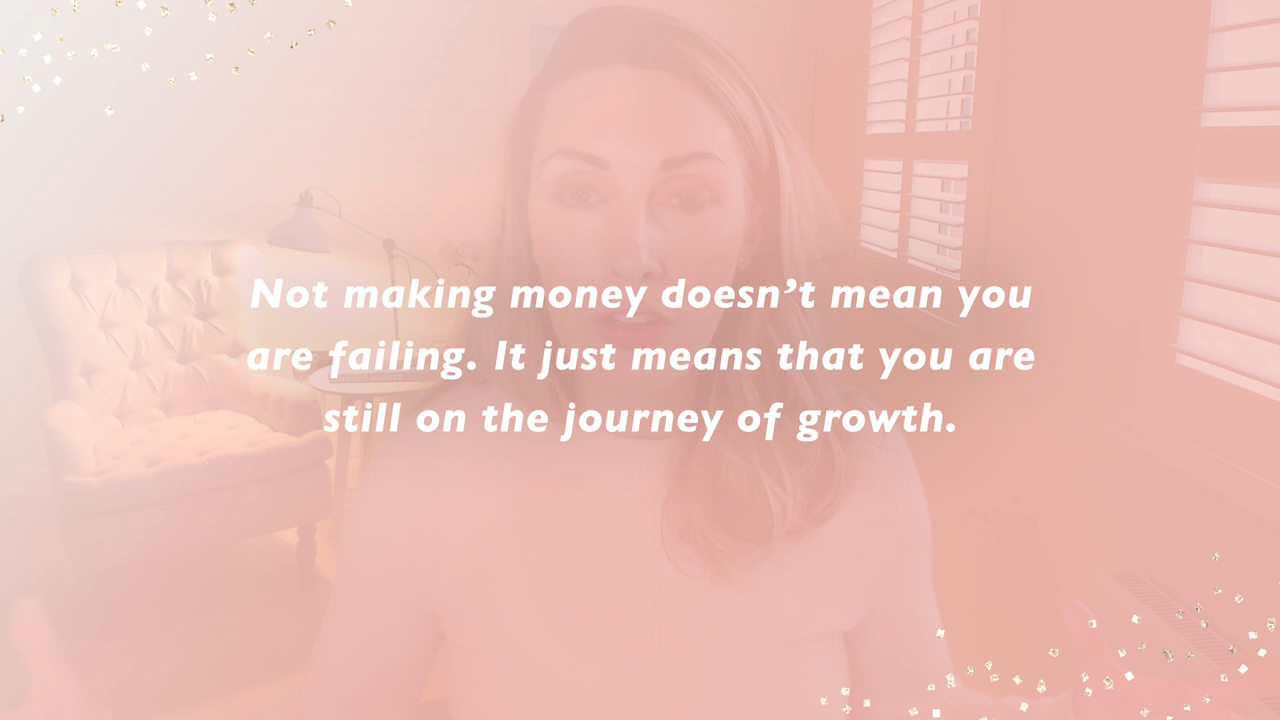 Not making money doesn’t mean you
are failing. It just means that you are
still on the journey of growth.